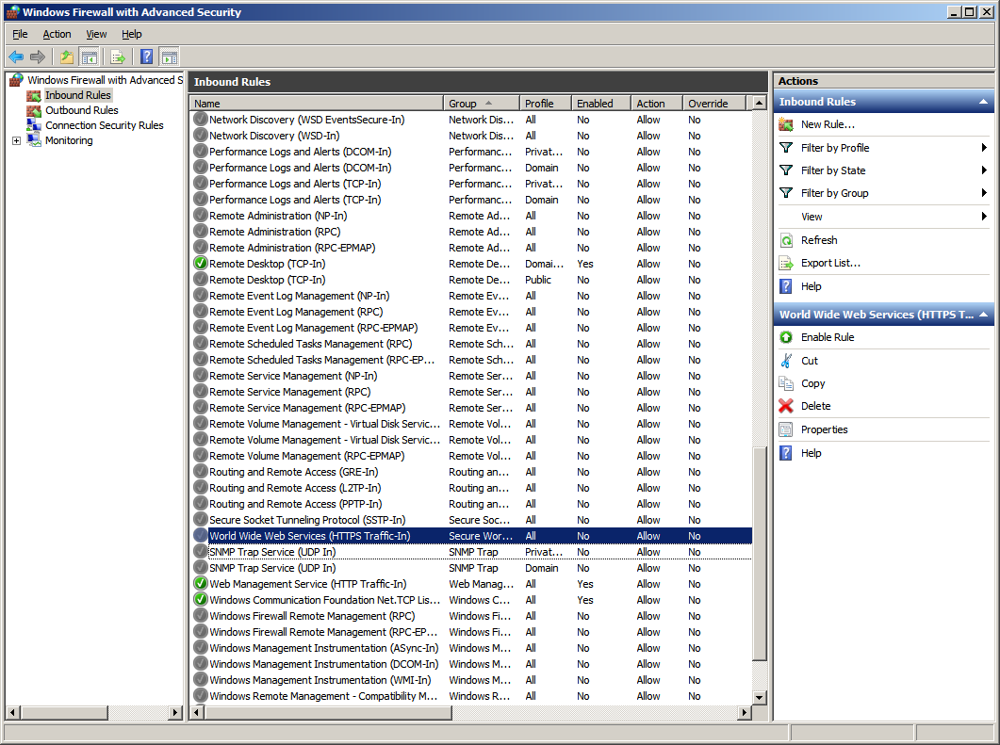 Windows Firewall with Advanced Security
File Action View Help
Windows Firewall with Advanced S
Inbound Rules
Outbound Rules
Connection Security Rules
Monitoring
Inbound Rules
Name Group Profile Enabled Action Override
Network Discovery (WSD EventsSecure-In) Network Dis... All No Allow No
Network Discovery (WSD-In) Network Dis... All No Allow No
Performance Logs and Alerts (DCOM-In) Performanc... Privat... No Allow No
Performance Logs and Alerts (DCOM-In) Performanc... Domain No Allow No
Performance Logs and Alerts (TCP-In) Performanc... Privat... No Allow No
Performance Logs and Alerts (TCP-In) Performanc... Domain No Allow No
Remote Administration (NP-In) Remote Ad... All No Allow No
Remote Administration (RPC) Remote Ad... All No Allow No
Remote Administration (RPC-EPMAP) Remote Ad... All No Allow No
Remote Desktop (TCP-In) Remote De... Domai... Yes Allow No
Remote Desktop (TCP-In) Remote De... Public No Allow No
Remote Event Log Management (NP-In) Remote Ev... All No Allow No
Remote Event Log Management (RPC) Remote Ev... All No Allow No
Remote Event Log Management (RPC-EPMAP) Remote Ev... All No Allow No
Remote Scheduled Tasks Management (RPC) Remote Sch... All No Allow No
Remote Scheduled Tasks Management (RPC-EP... Remote Sch... All No Allow No
Remote Service Management (NP-In) Remote Ser... All No Allow No
Remote Service Management (RPC) Remote Ser... All No Allow No
Remote Service Management (RPC-EPMAP) Remote Ser... All No Allow No
Remote Volume Management - Virtual Disk Servic... Remote Vol... All No Allow No
Remote Volume Management - Virtual Disk Servic... Remote Vol... All No Allow No
Remote Volume Management (RPC-EPMAP) Remote Vol... All No Allow No
Routing and Remote Access (GRE-In) Routing an... All No Allow No
Routing and Remote Access (L2TP-In) Routing an... All No Allow No
Routing and Remote Access (PPTP-In) Routing an... All No Allow No
Secure Socket Tunneling Protocol (SSTP-In) Secure Soc... All No Allow No
World Wide Web Services (HTTPS Traffic-In) Secure Wor... All No Allow No
SNMP Trap Service (UDP In) SNMP Trap Privat... No Allow No
SNMP Trap Service (UDP In) SNMP Trap Domain No Allow No
Web Management Service (HTTP Traffic-In) Web Manag... All Yes Allow No
Windows Communication Foundation Net.TCP Lis... Windows C... All Yes Allow No
Windows Firewall Remote Management (RPC) Windows Fi... All No Allow No
Windows Firewall Remote Management (RPC-EP... Windows Fi... All No Allow No
Windows Management Instrumentation (ASync-In) Windows M... All No Allow No
Windows Management Instrumentation (DCOM-In) Windows M... All No Allow No
Windows Management Instrumentation (WMI-In) Windows M... All No Allow No
Windows Remote Management - Compatibility M... Windows R... All No Allow No
Actions
Inbound Rules
New Rule...
Filter by Profile
Filter by State
Filter by Group
View
Refresh
Export List...
Help
World Wide Web Services (HTTPS T...
Enable Rule
Cut
Copy
Delete
Properties
Help